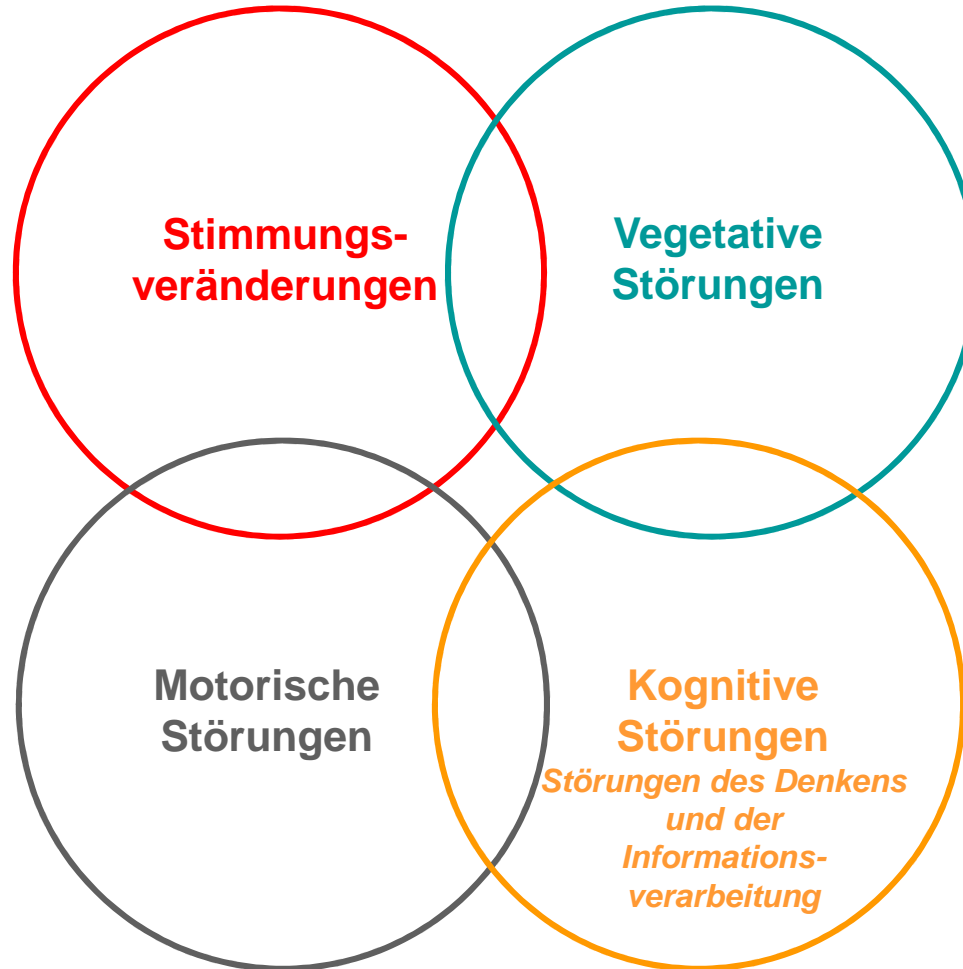 Stimmungs-
veränderungen
Vegetative
Störungen
Motorische
Störungen
Kognitive
Störungen
Störungen des Denkens
und der
Informations-
verarbeitung